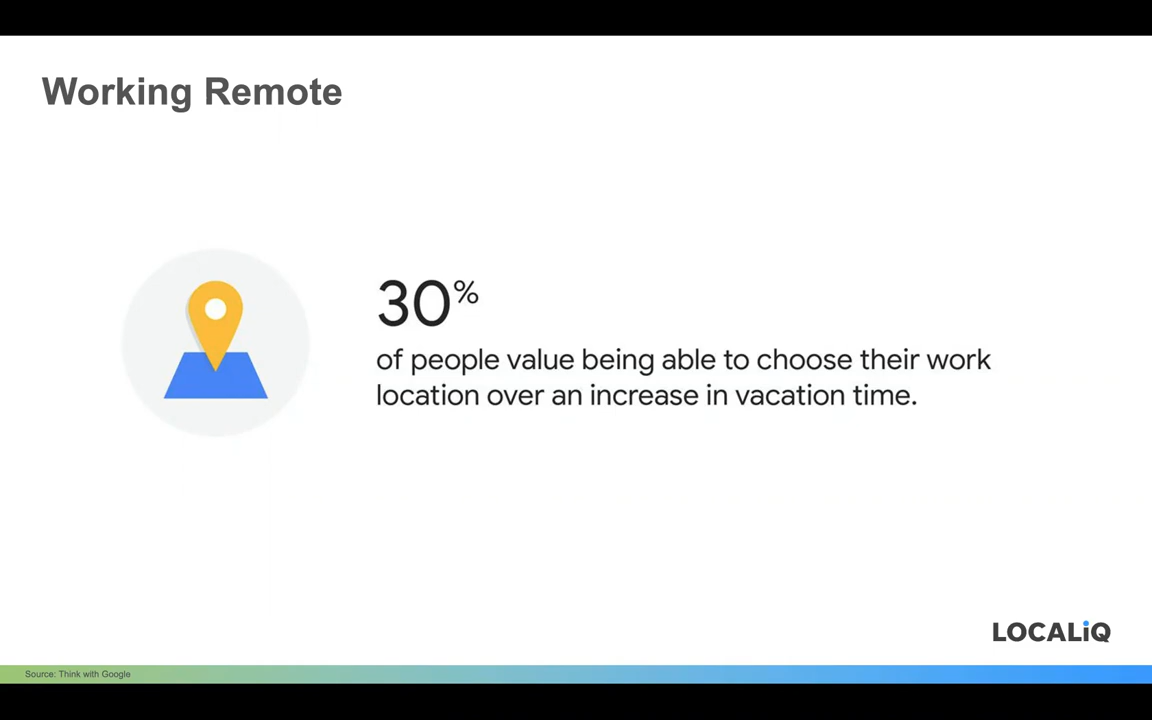 Working Remote
30%
of people value being able to choose their work
location over an increase in vacation time.
LOCALiQ
Source: Think with Google